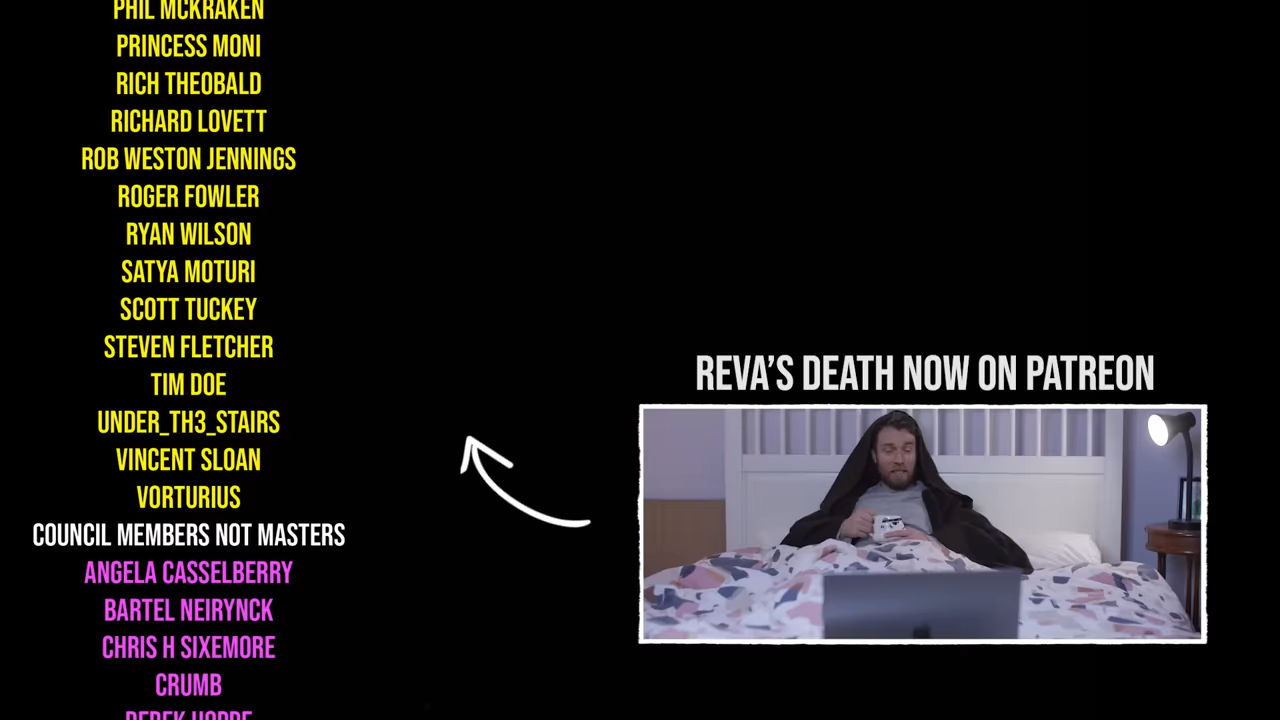 PHIL MCKRAKEN
PRINCESS MONI
RICH THEOBALD
RICHARD LOVETT
ROB WESTON JENNINGS
ROGER FOWLER
RYAN WILSON
SATYA MOTURI
SCOTT TUCKEY
STEVEN FLETCHER
TIM DOE
UNDER_TH3_STAIRS
VINCENT SLOAN
VORTURIUS
COUNCIL MEMBERS NOT MASTERS
ANGELA CASSELBERRY
BARTEL NEIRYNCK
CHRIS H SIXEMORE
CRUMB
DEREK
REVA'S DEATH NOW ON PATREON